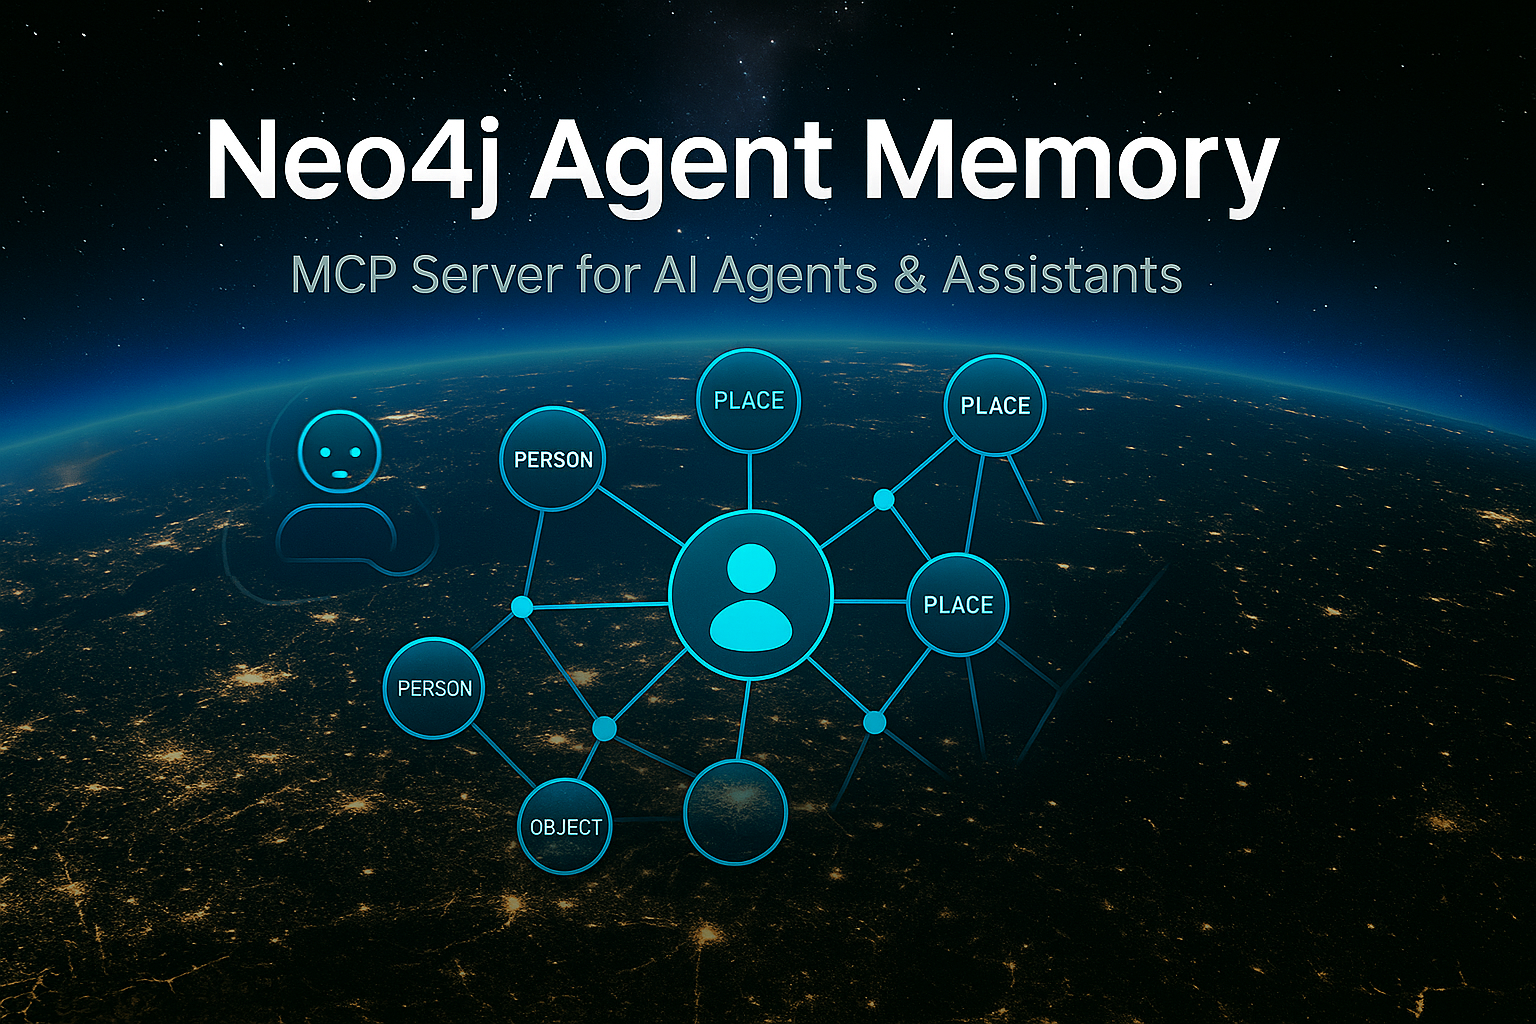 Neo4j Agent Memory
MCP Server for AI Agents & Assistants
PLACE
PLACE
PERSON
PLACE
PERSON
OBJECT